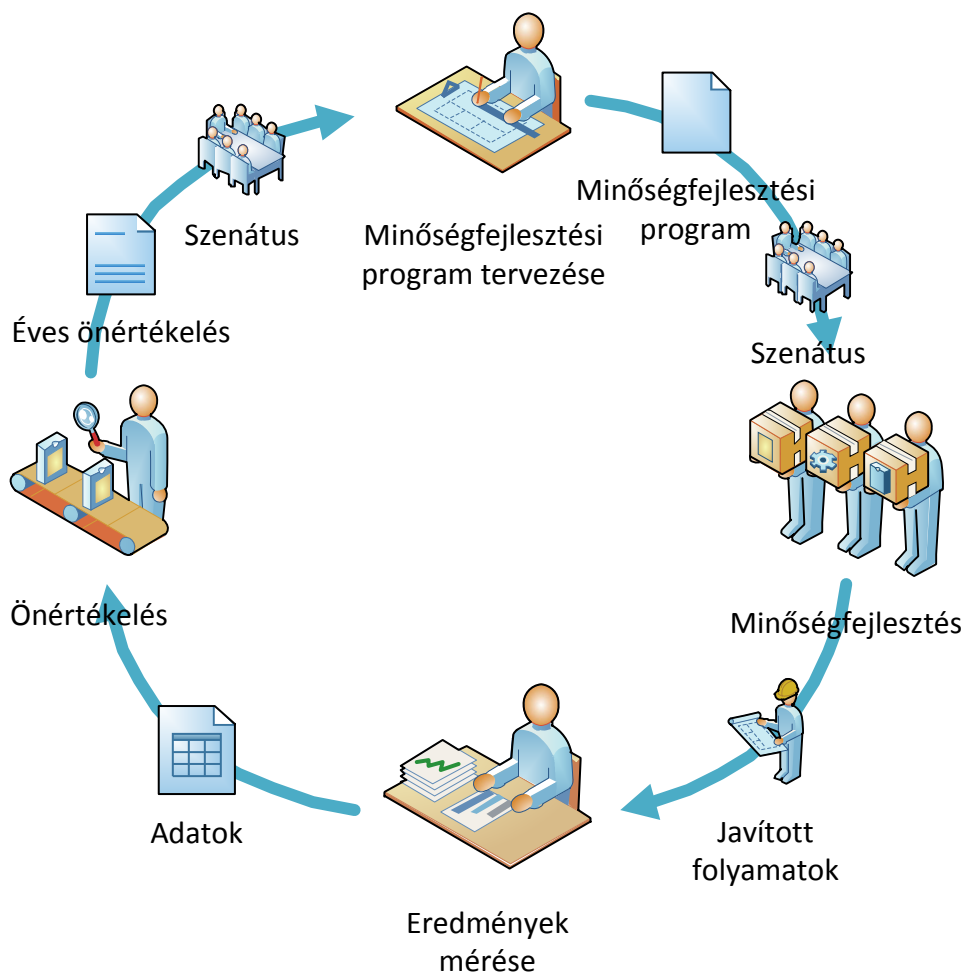 Minőségfejlesztési
program
Szenátus
Minőségfejlesztési
program tervezése
Éves önértékelés
Szenátus
Önértékelés
Minőségfejlesztés
Adatok
Javított
folyamatok
Eredmények
mérése